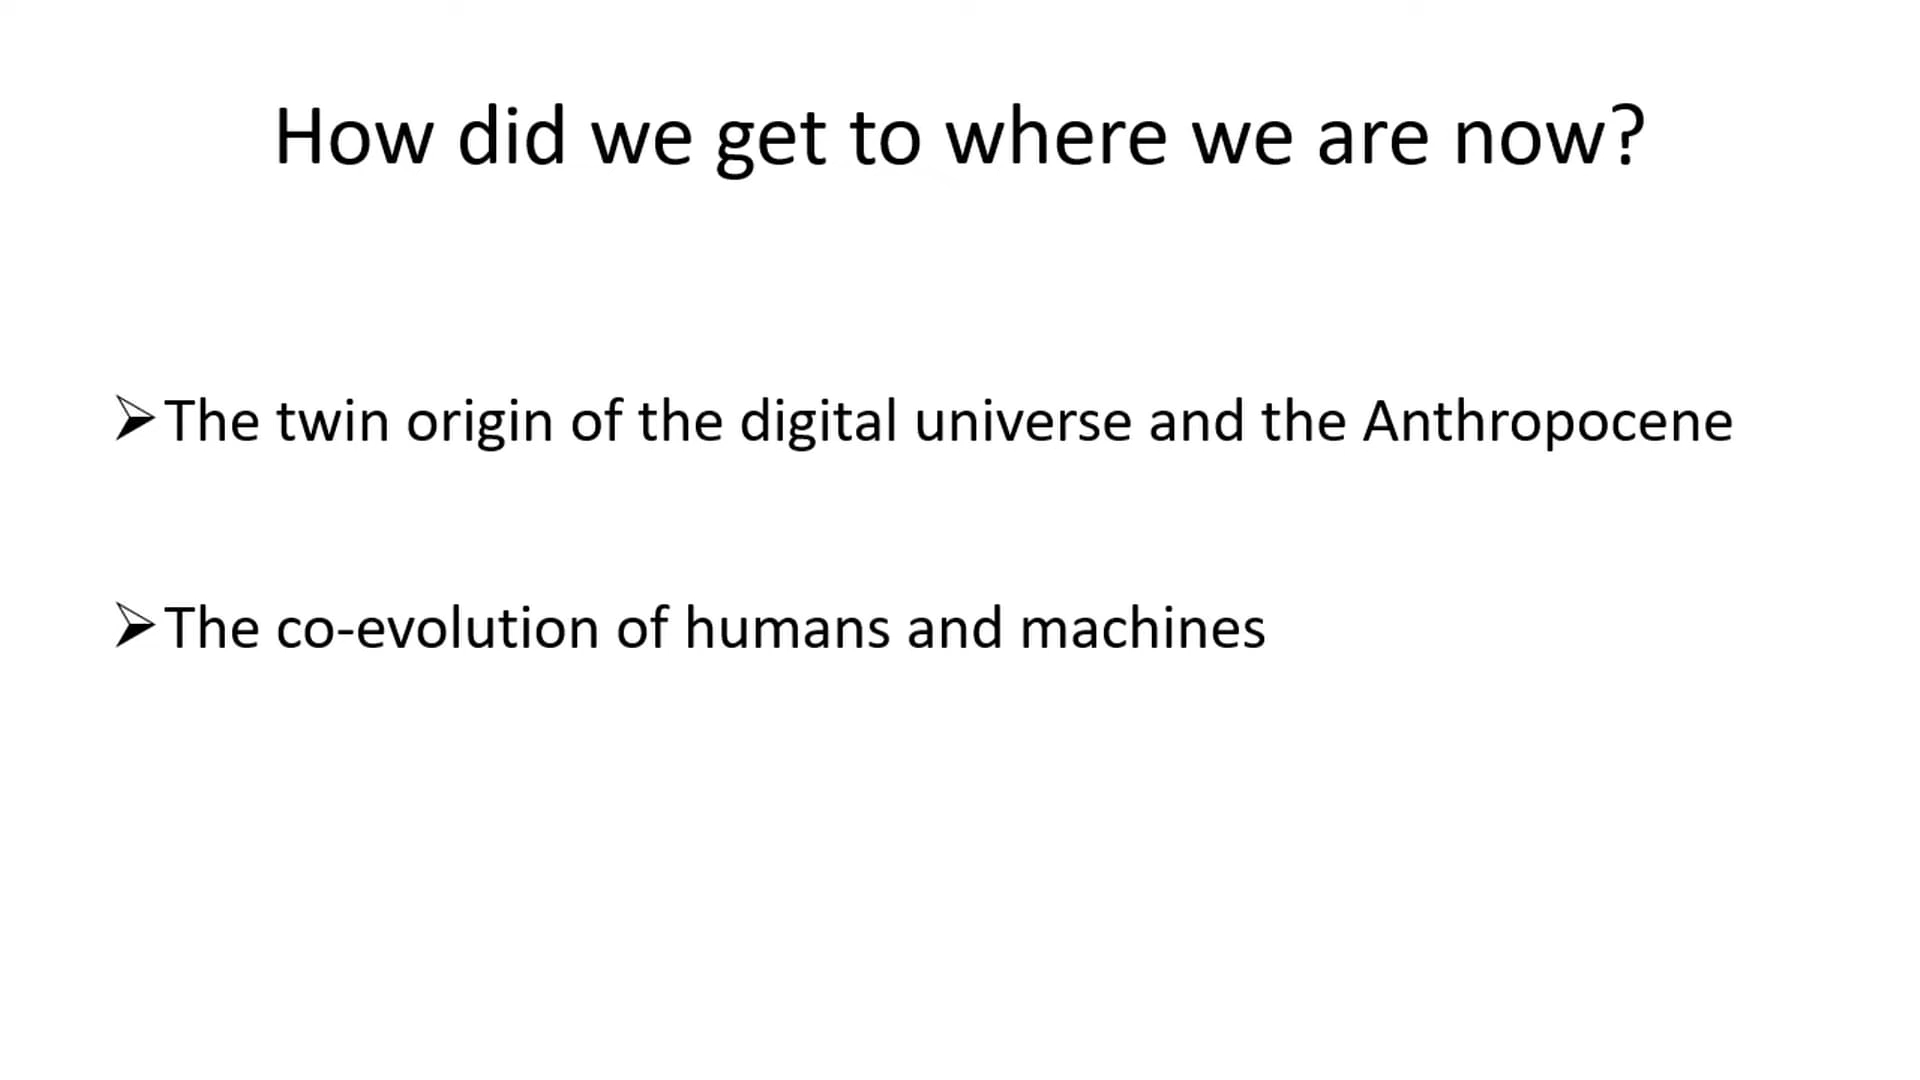 How did we get to where we are now?
➢The twin origin of the digital universe and the Anthropocene
➢The co-evolution of humans and machines